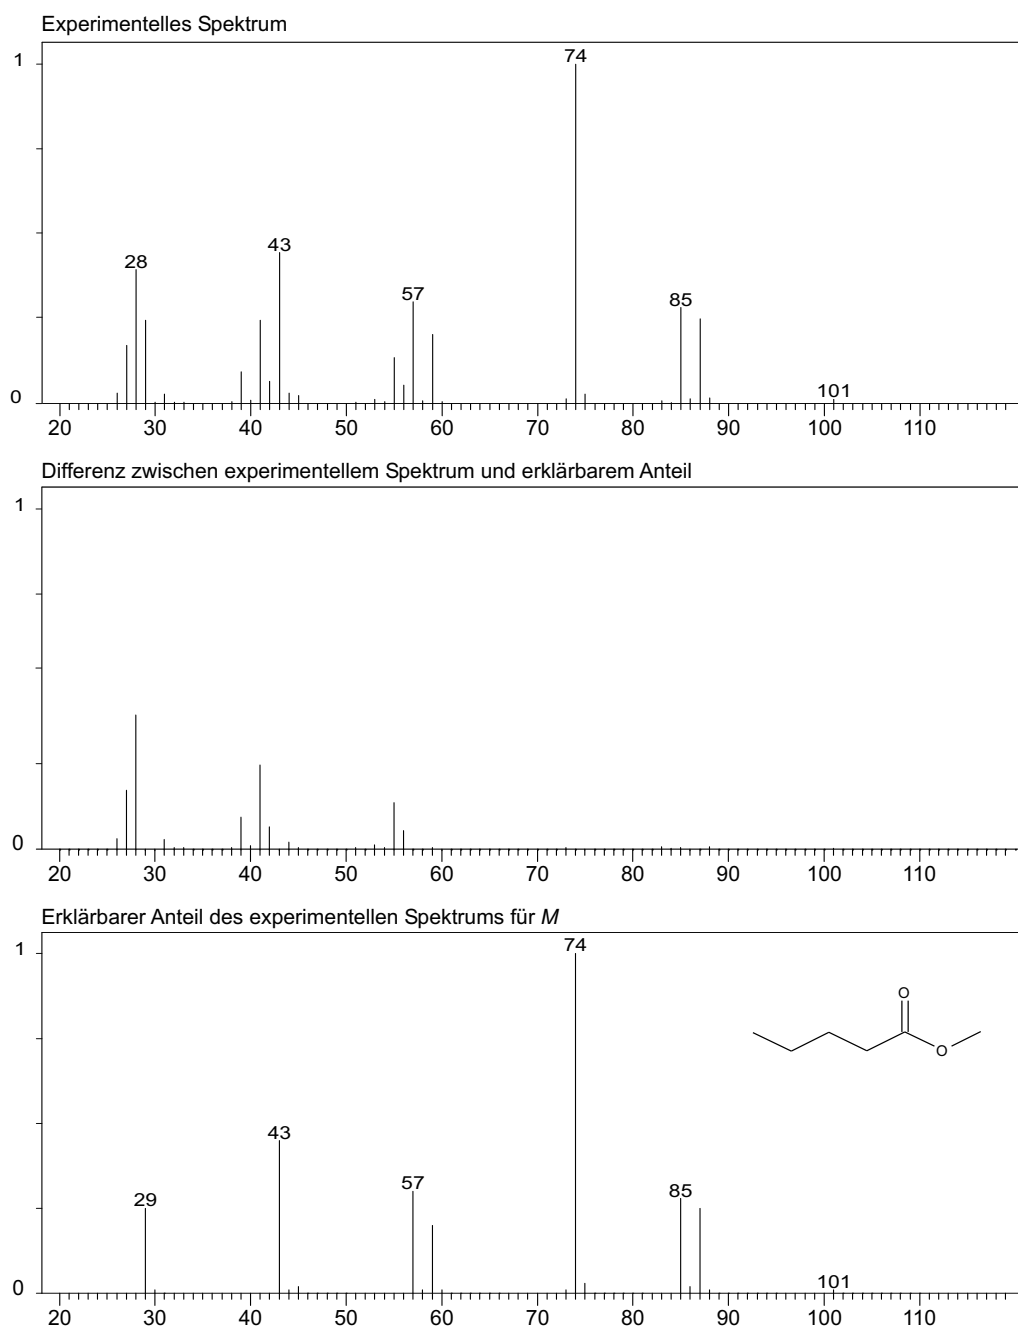 Experimentelles Spektrum
74
1
43
28
57
85
101
0
20 30 40 50 60 70 80 90 100 110
Differenz zwischen experimentellem Spektrum und erklärbarem Anteil
1
0
20 30 40 50 60 70 80 90 100 110
Erklärbarer Anteil des experimentellen Spektrums für M
74
1
O
O
43
57
85
29
101
0
20 30 40 50 60 70 80 90 100 110